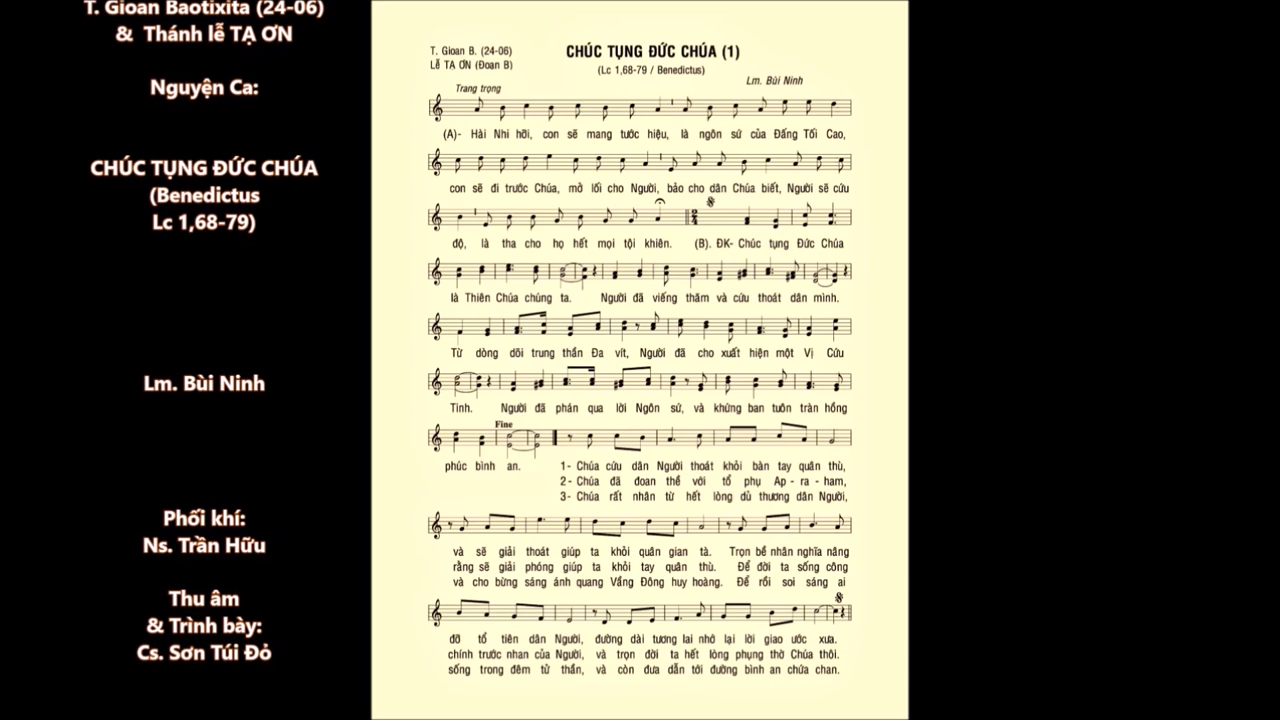 T. Gioan Baotixita (24-06)
& Thánh lễ TẠ ƠN
Nguyện Ca:
CHÚC TỤNG ĐỨC CHÚA
(Benedictus
Lc 1,68-79)
Lm. Bùi Ninh
Phối khí:
Ns. Trần Hữu
Thu âm
& Trình bày:
Cs. Sơn Túi Đỏ
T. Gioan B. (24-06)
LỄ TẠ ƠN (Đoạn B)
CHÚC TỤNG ĐỨC CHÚA (1)
(Lc 1,68-79 / Benedictus)
Lm. Bùi Ninh
Trang trọng
(A)- Hài Nhi hỡi, con sẽ mang tước hiệu, là ngôn sứ của Đấng Tối Cao,
con sẽ đi trước Chúa, mở lối cho Người, bảo cho dân Chúa biết, Người sẽ cứu
độ, là tha cho họ hết mọi tội khiên. (B). ĐK- Chúc tụng Đức Chúa
là Thiên Chúa chúng ta. Người đã viếng thăm và cứu thoát dân mình.
Từ dòng dõi trung thần Đa vít, Người đã cho xuất hiện một Vị Cứu
Tinh. Người đã phán qua lời Ngôn sứ, và khứng ban tuôn tràn hồng
Fine
phúc bình an. 1- Chúa cứu dân Người thoát khỏi bàn tay quân thù,
2- Chúa đã đoan thề với tổ phụ Ap - ra - ham,
3- Chúa rất nhân từ hết lòng dủ thương dân Người,
và sẽ giải thoát giúp ta khỏi quân gian tà. Trọn bề nhân nghĩa nâng
rằng sẽ giải phóng giúp ta khỏi tay quân thù. Để đời ta sống công
và cho bừng sáng ánh quang Vầng Đông huy hoàng. Để rồi soi sáng ai
đỡ tổ tiên dân Người, đường dài tương lai nhớ lại lời giao ước xưa.
chính trước nhan của Người, và trọn đời ta hết lòng phụng thờ Chúa thôi.
sống trong đêm tử thần, và còn đưa dẫn tới đường bình an chứa chan.